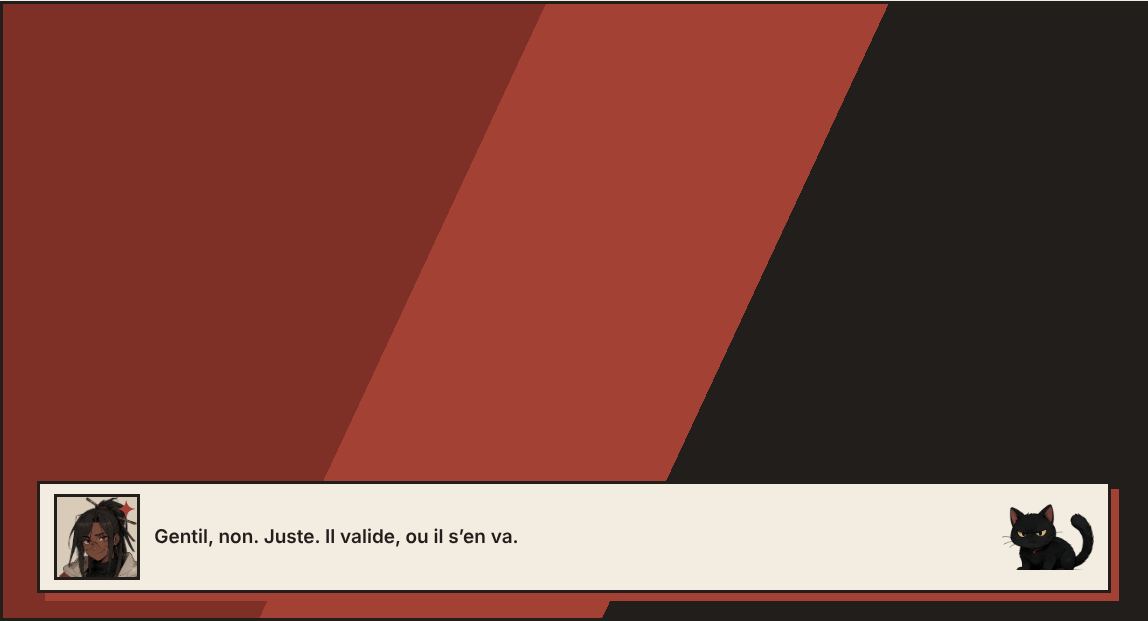 Gentil, non. Juste. Il valide, ou il s’en va.